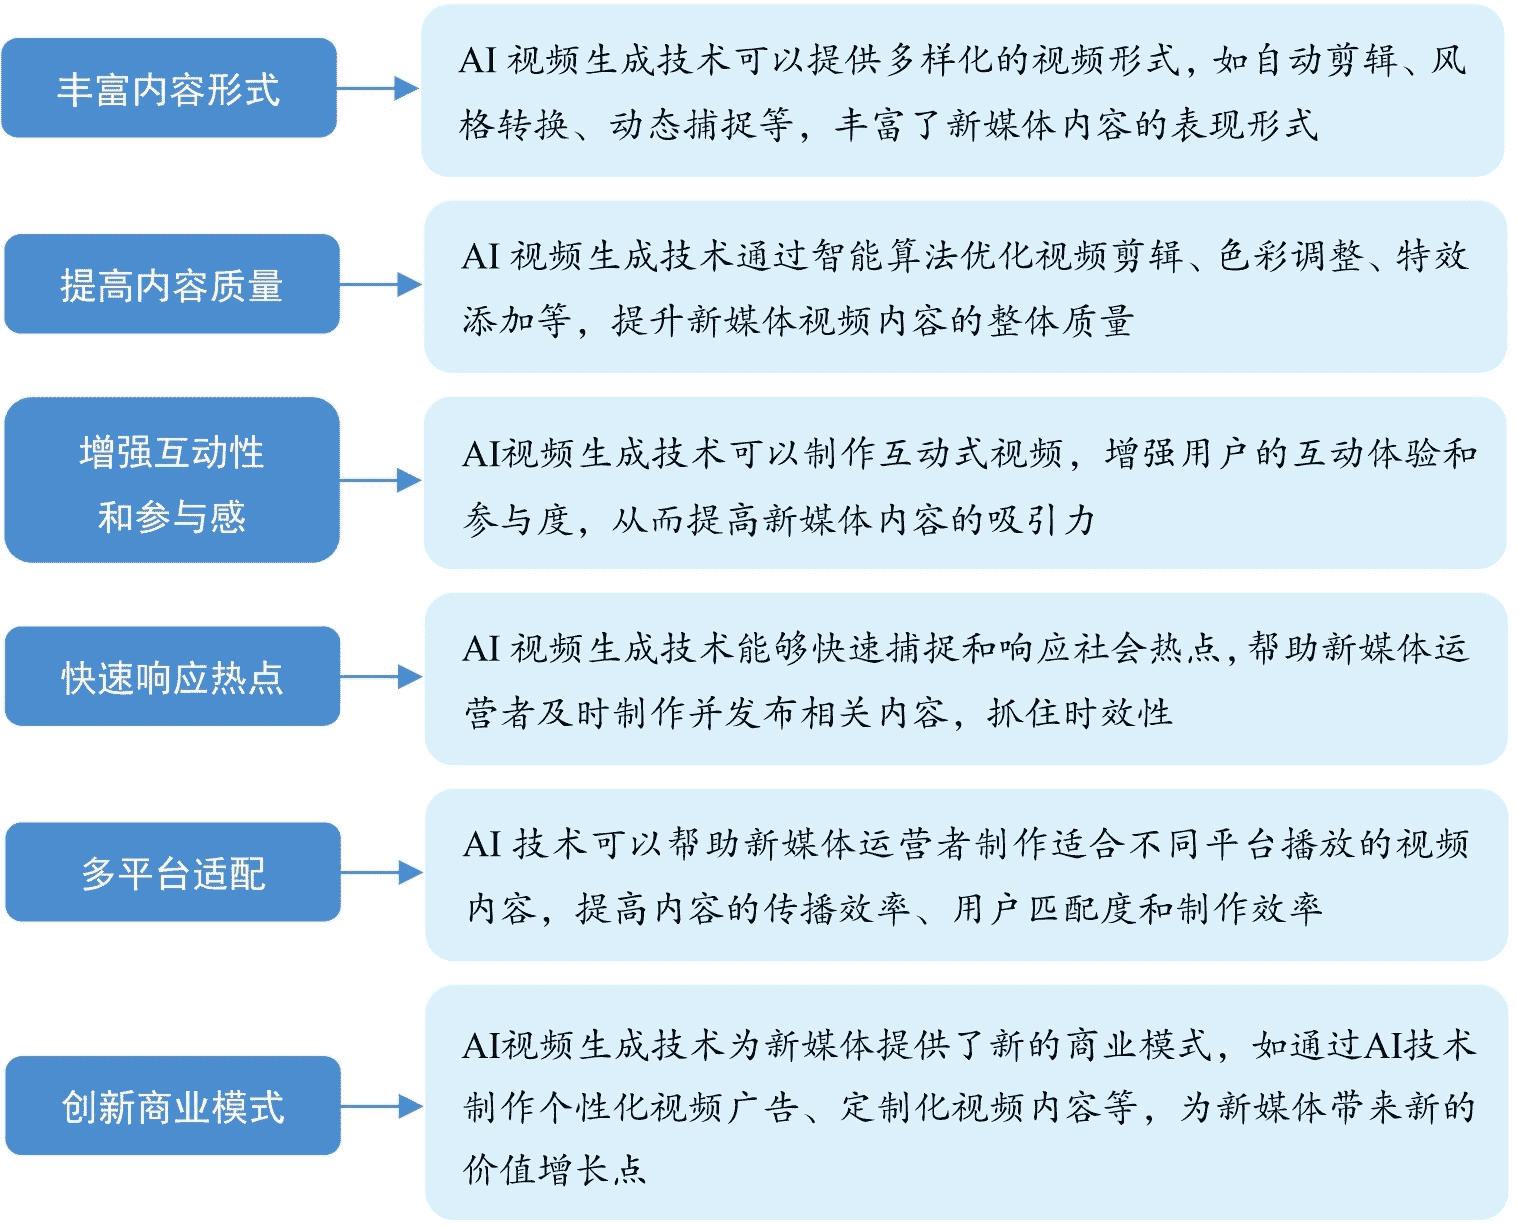 丰富内容形式
AI 视频生成技术可以提供多样化的视频形式，如自动剪辑、风
格转换、动态捕捉等，丰富了新媒体内容的表现形式
提高内容质量
AI 视频生成技术通过智能算法优化视频剪辑、色彩调整、特效
添加等，提升新媒体视频内容的整体质量
增强互动性
和参与感
AI视频生成技术可以制作互动式视频，增强用户的互动体验和
参与度，从而提高新媒体内容的吸引力
快速响应热点
AI 视频生成技术能够快速捕捉和响应社会热点，帮助新媒体运
营者及时制作并发布相关内容，抓住时效性
多平台适配
AI 技术可以帮助新媒体运营者制作适合不同平台播放的视频
内容，提高内容的传播效率、用户匹配度和制作效率
创新商业模式
AI视频生成技术为新媒体提供了新的商业模式，如通过AI技术
制作个性化视频广告、定制化视频内容等，为新媒体带来新的
价值增长点